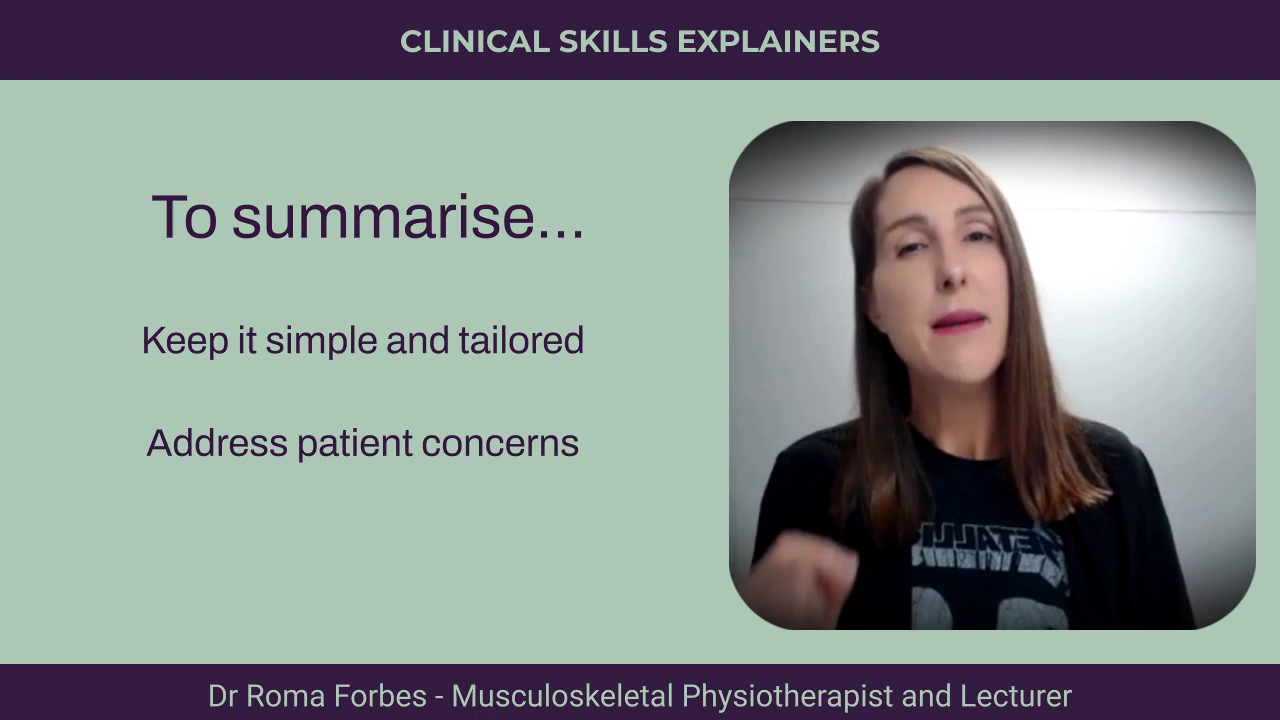 CLINICAL SKILLS EXPLAINERS
To summarise...
Keep it simple and tailored
Address patient concerns
Dr Roma Forbes - Musculoskeletal Physiotherapist and Lecturer